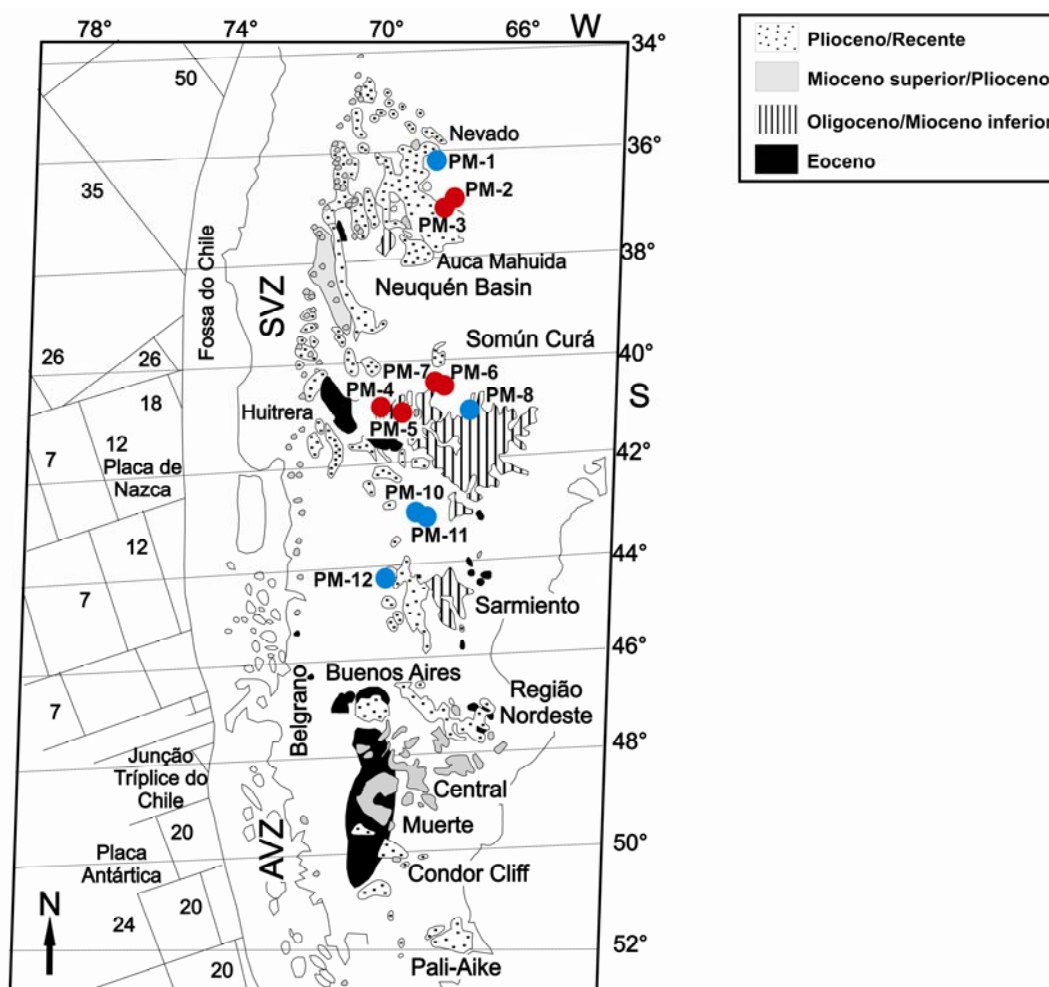 78°
74°
70°
66°
W
34°
Plioceno/Recente
Mioceno superior/Plioceno
Oligoceno/Mioceno inferior
Eoceno
50
Nevado
36°
PM-1
35
PM-2
PM-3
38°
Fossa do Chile
SVZ
Auca Mahuida
Neuquén Basin
Somún Curá
40°
26
26
PM-7
PM-6
S
18
PM-4
PM-8
Huitrera
PM-5
12
7
Placa de
Nazca
42°
PM-10
PM-11
12
44°
PM-12
7
Sarmiento
46°
Buenos Aires
Belgrano
Região
Nordeste
7
48°
Junção
Tríplice do
Chile
Central
Muerte
20
AVZ
50°
Placa
Antártica
Condor Cliff
N
24
20
52°
20
Pali-Aike